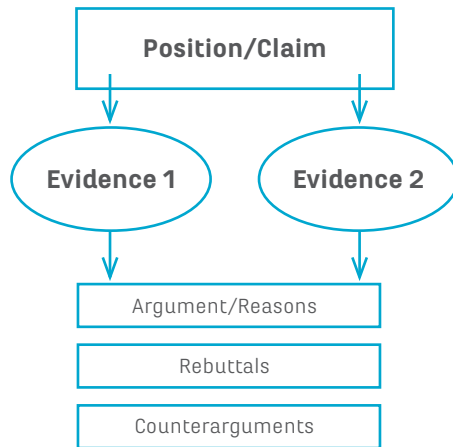 Position/Claim
Evidence 1
Evidence 2
Argument/Reasons
Rebuttals
Counterarguments